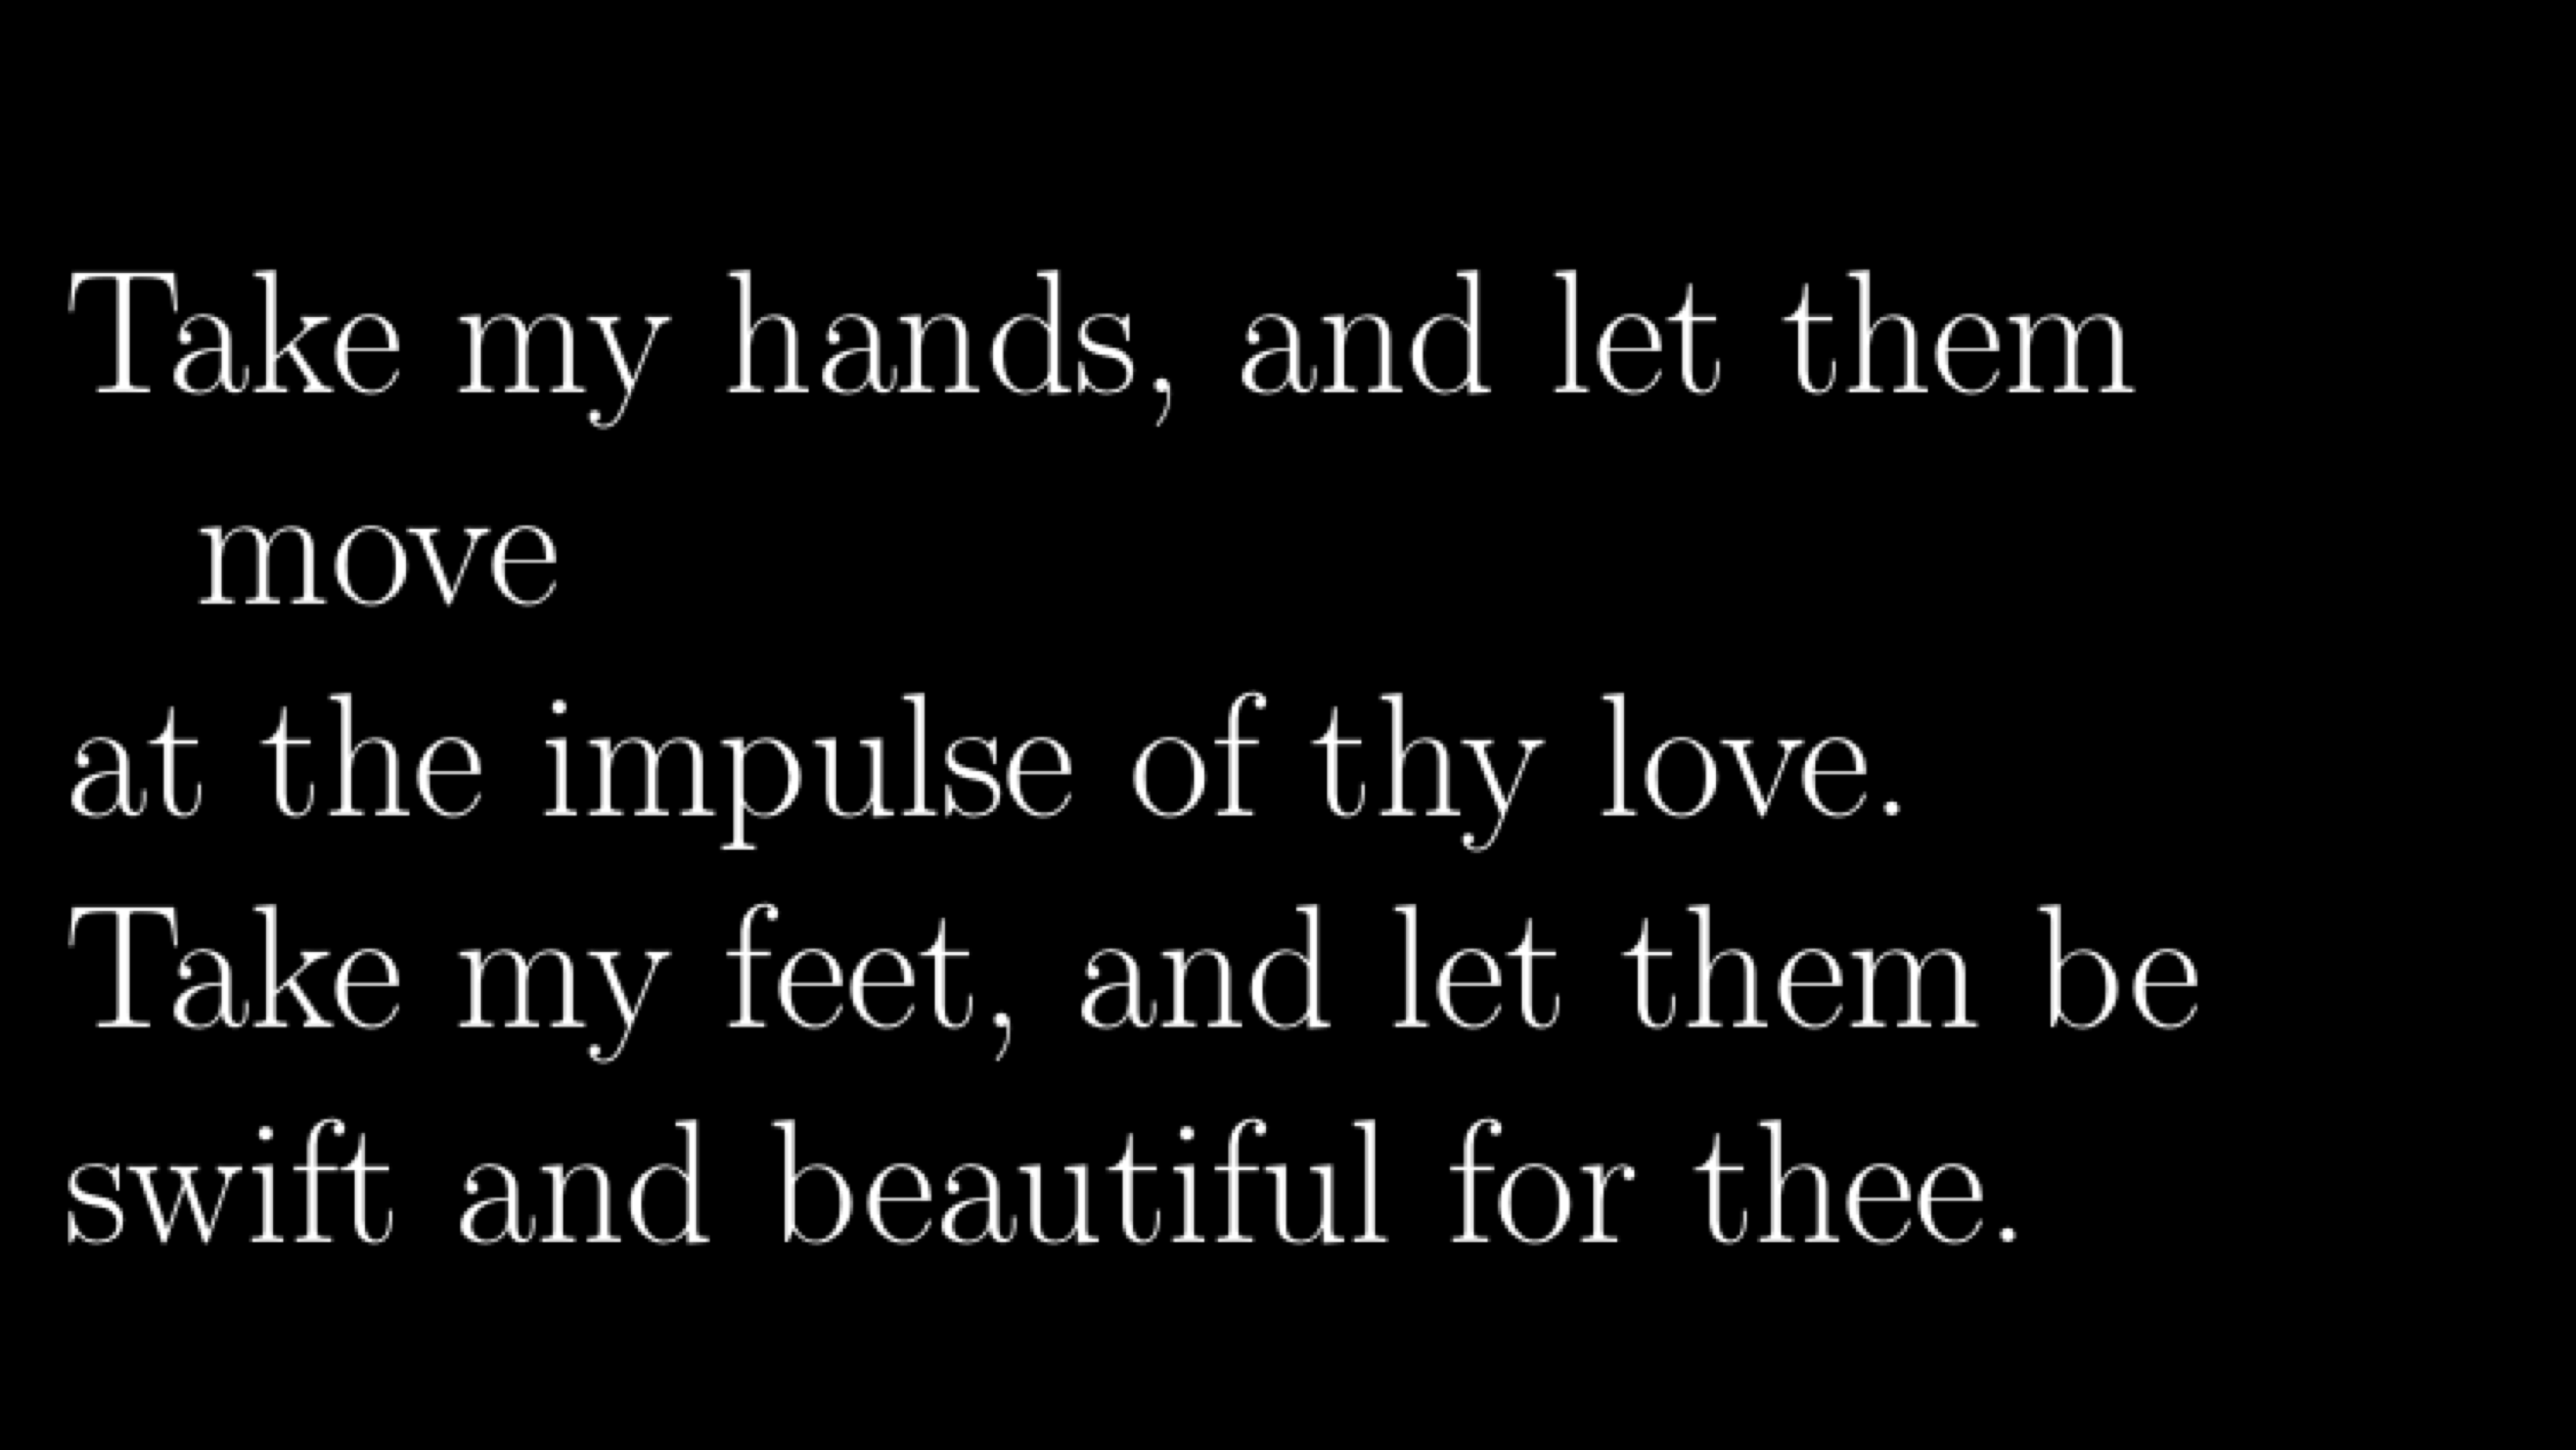 Take my hands, and let them
move
at the impulse of thy love.
Take my feet, and let them be
swift and beautiful for thee.